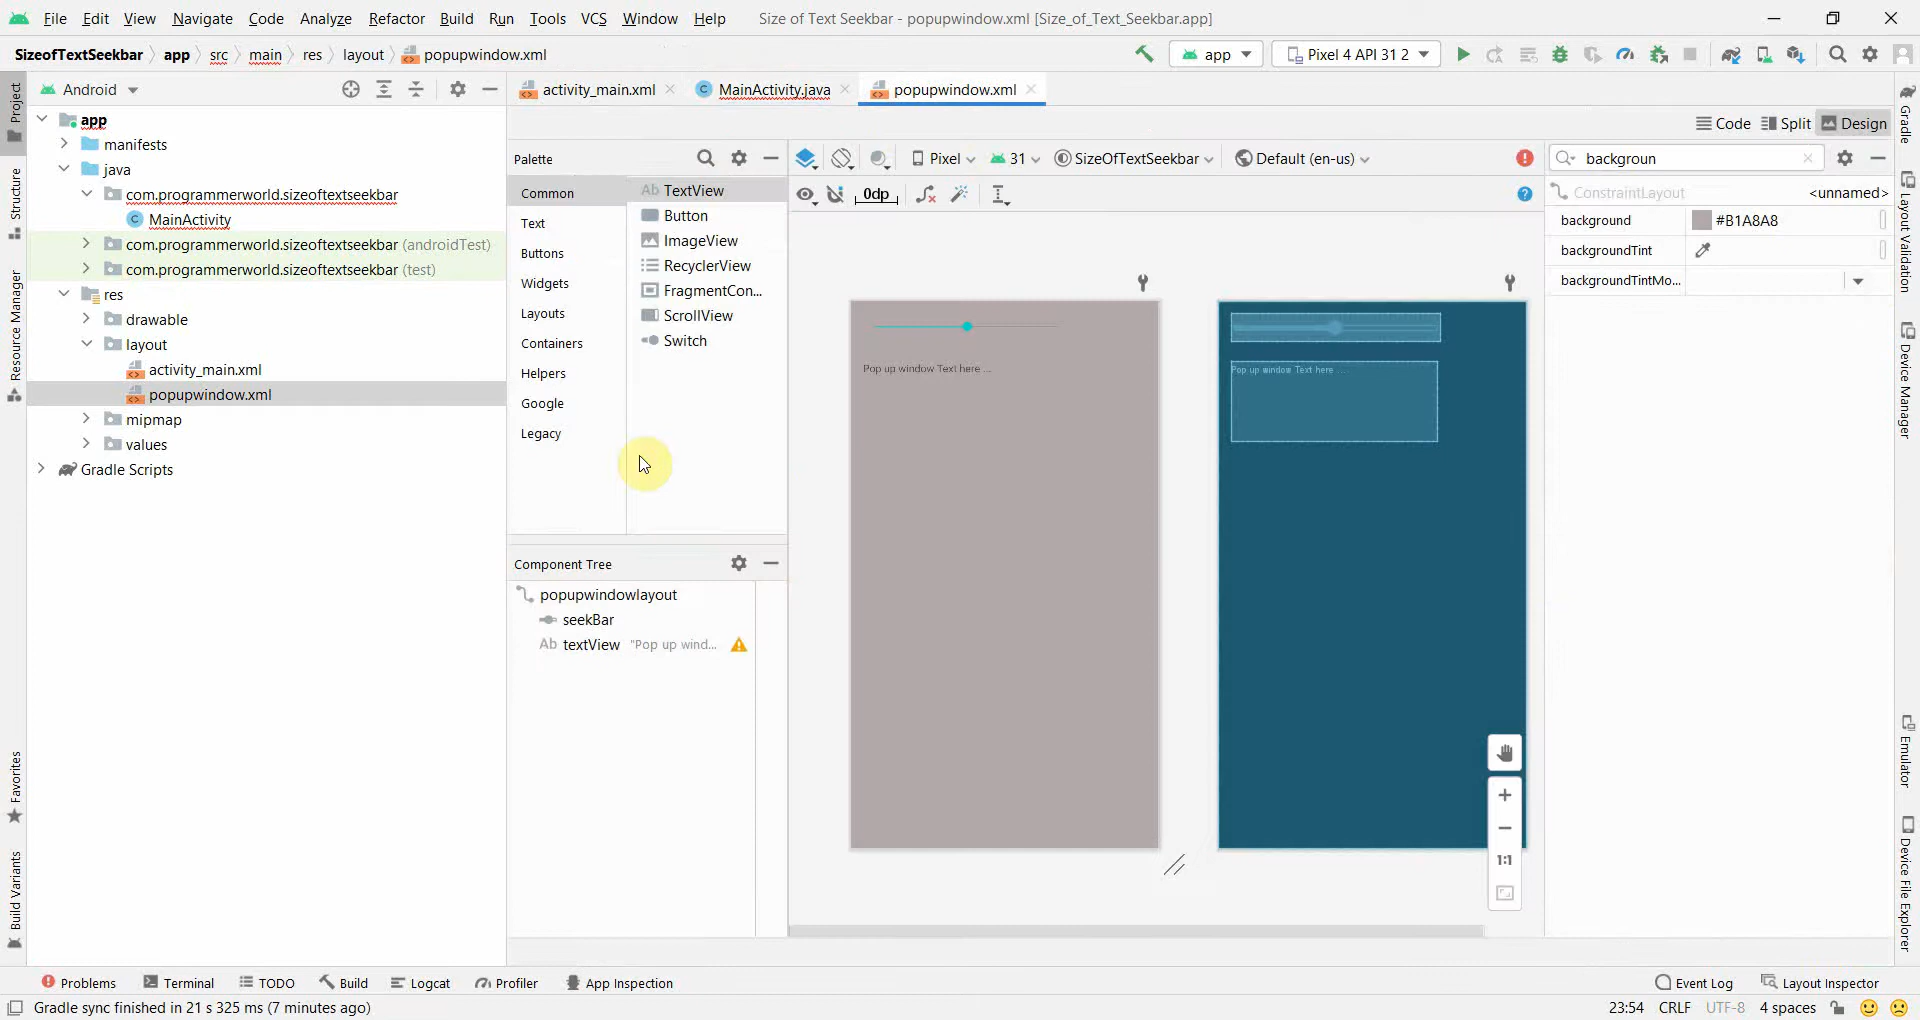 File Edit View Navigate Code Analyze Refactor Build Run Tools VCS Window Help Size of Text Seekbar - popupwindow.xml [Size_of_Text_Seekbar.app]
SizeofTextSeekbar app src main res layout popupwindow.xml app Pixel 4 API 31 2
Project
Structure
Resource Manager
Favorites
Build Variants
Android
app
manifests
java
com.programmerworld.sizeoftextseekbar
MainActivity
com.programmerworld.sizeoftextseekbar (androidTest)
com.programmerworld.sizeoftextseekbar (test)
res
drawable
layout
activity_main.xml
popupwindow.xml
mipmap
values
Gradle Scripts
activity_main.xml MainActivity.java popupwindow.xml
Code Split Design
Palette
Common
Text
Buttons
Widgets
Layouts
Containers
Helpers
Google
Legacy
Ab TextView
Button
ImageView
RecyclerView
FragmentCon...
ScrollView
Switch
Component Tree
popupwindowlayout
seekBar
Ab textView "Pop up wind...
Pixel 31 SizeOfTextSeekbar Default (en-us)
0dp
Pop up window Text here ...
Pop up window Text here ....
1:1
backgroun
ConstraintLayout <unnamed>
background #B1A8A8
backgroundTint
backgroundTintMo...
Gradle
Layout Validation
Device Manager
Emulator
Device File Explorer
Problems Terminal TODO Build Logcat Profiler App Inspection Event Log Layout Inspector
Gradle sync finished in 21 s 325 ms (7 minutes ago) 23:54 CRLF UTF-8 4 spaces